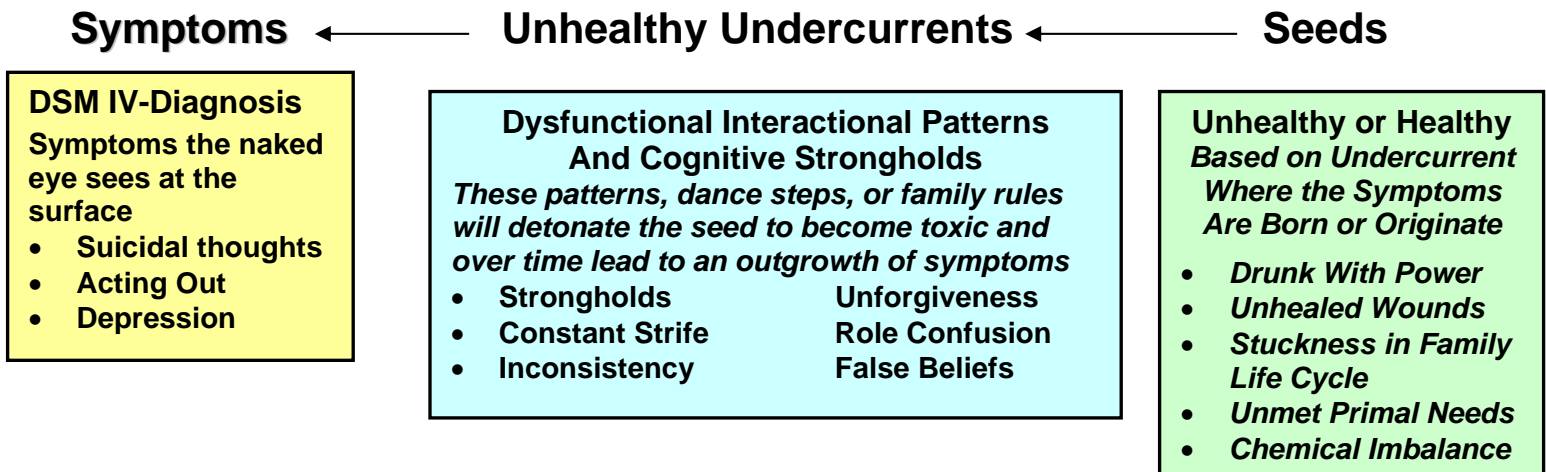 Symptoms Unhealthy Undercurrents Seeds
DSM IV-Diagnosis
Symptoms the naked
eye sees at the
surface
• Suicidal thoughts
• Acting Out
• Depression
Dysfunctional Interactional Patterns
And Cognitive Strongholds
These patterns, dance steps, or family rules
will detonate the seed to become toxic and
over time lead to an outgrowth of symptoms
• Strongholds Unforgiveness
• Constant Strife Role Confusion
• Inconsistency False Beliefs
Unhealthy or Healthy
Based on Undercurrent
Where the Symptoms
Are Born or Originate
• Drunk With Power
• Unhealed Wounds
• Stuckness in Family
Life Cycle
• Unmet Primal Needs
• Chemical Imbalance